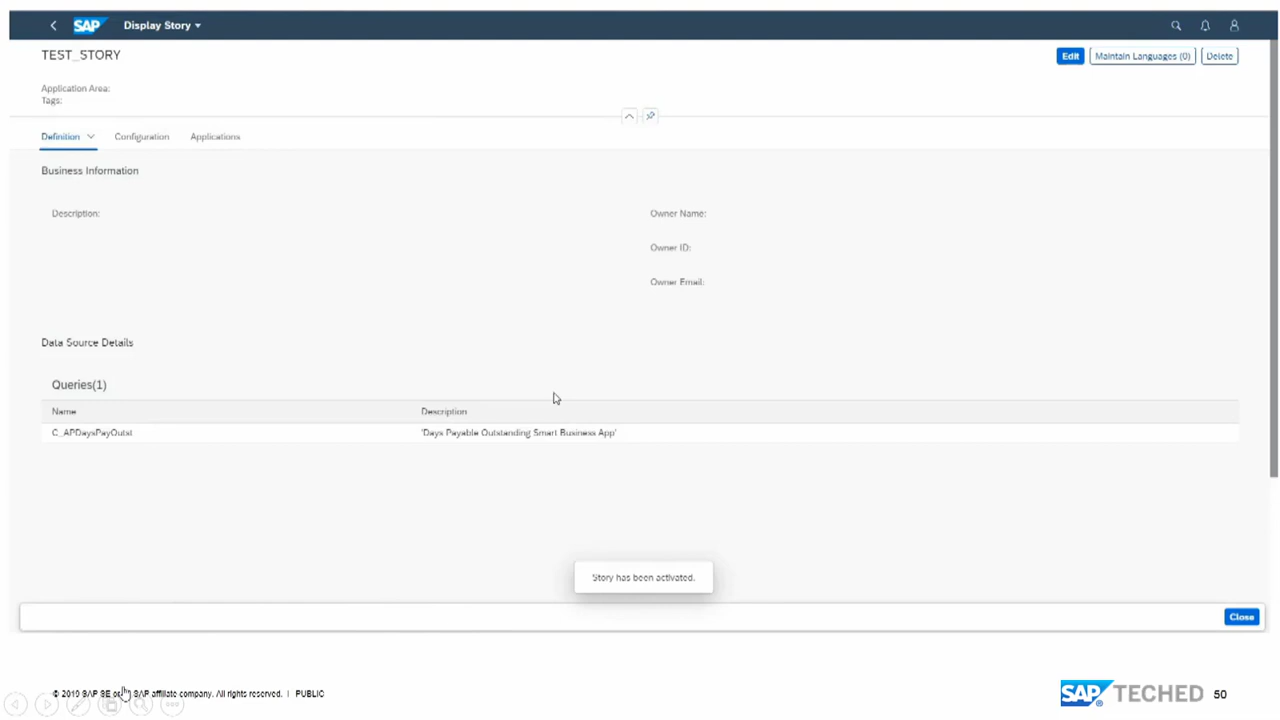 SAP Display Story
TEST_STORY
Edit Maintain Languages (0) Delete
Application Area:
Tags:
Definition Configuration Applications
Business Information
Description: Owner Name:
Owner ID:
Owner Email:
Data Source Details
Queries(1)
Name Description
C_APDaysPayOutst 'Days Payable Outstanding Smart Business App'
Story has been activated.
Close
© 2019 SAP SE or SAP affiliate company. All rights reserved. | PUBLIC
SAP TECHED 50